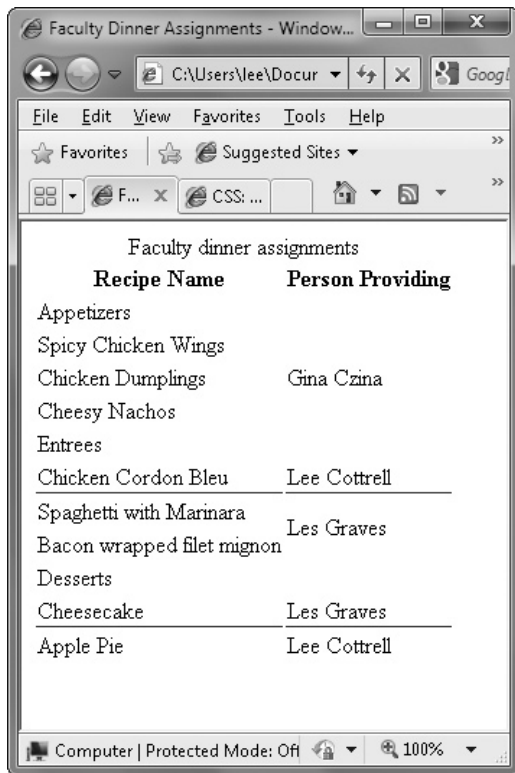 Faculty Dinner Assignments - Window...
C:\Users\lee\Docur Googl
File Edit View Favorites Tools Help
Favorites Suggested Sites »
F... CSS: ... »
Faculty dinner assignments
Recipe Name Person Providing
Appetizers
Spicy Chicken Wings
Chicken Dumplings Gina Czina
Cheesy Nachos
Entrees
Chicken Cordon Bleu Lee Cottrell
Spaghetti with Marinara
Les Graves
Bacon wrapped filet mignon
Desserts
Cheesecake Les Graves
Apple Pie Lee Cottrell
Computer | Protected Mode: Off 100%